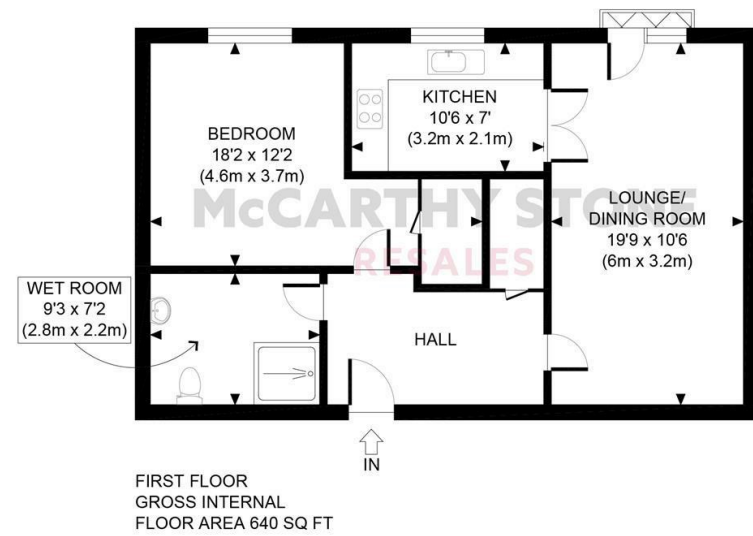 KITCHEN
10'6 x 7'
(3.2m x 2.1m)
BEDROOM
18'2 x 12'2
(4.6m x 3.7m)
McCARTHY STONE
RESALES
LOUNGE/
DINING ROOM
19'9 x 10'6
(6m x 3.2m)
WET ROOM
9'3 x 7'2
(2.8m x 2.2m)
HALL
IN
FIRST FLOOR
GROSS INTERNAL
FLOOR AREA 640 SQ FT